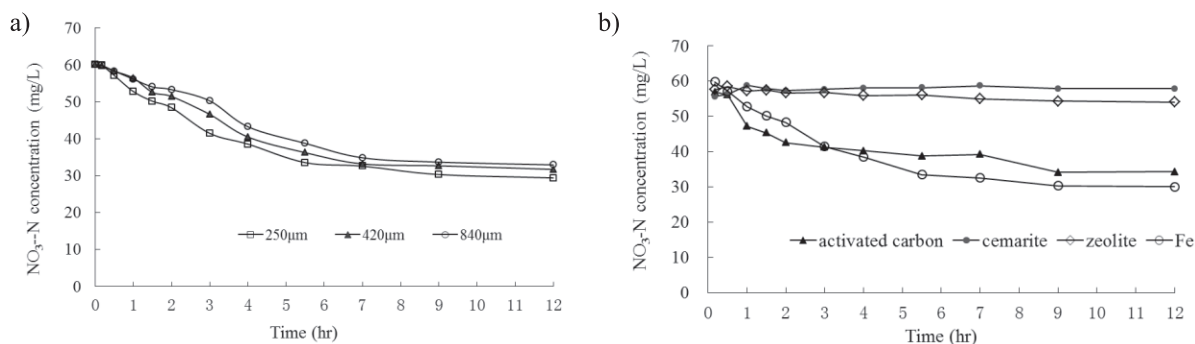 a)
NO₃--N concentration (mg/L)
70
60
50
40
30
20
10
0
250μm 420μm 840μm
0 1 2 3 4 5 6 7 8 9 10 11 12
Time (hr)
b)
NO₃-N concentration (mg/L)
70
60
50
40
30
20
10
0
activated carbon cemarite zeolite Fe
0 1 2 3 4 5 6 7 8 9 10 11 12
Time (hr)